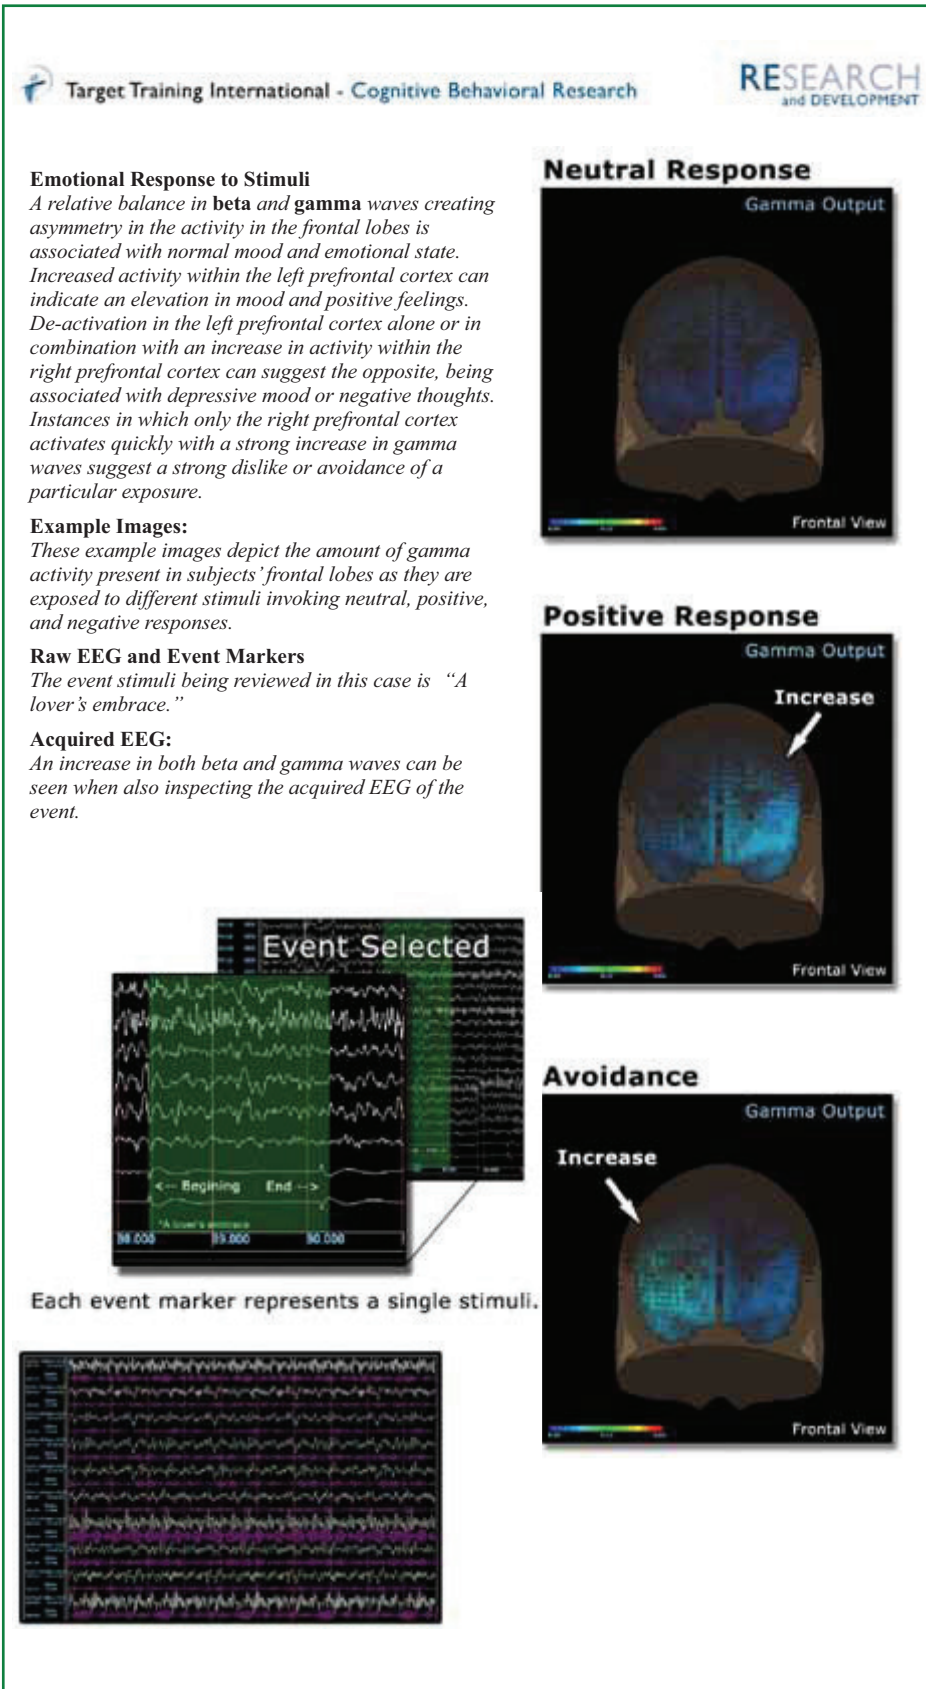 Target Training International - Cognitive Behavioral Research
RESEARCH
and DEVELOPMENT
Emotional Response to Stimuli
A relative balance in beta and gamma waves creating
asymmetry in the activity in the frontal lobes is
associated with normal mood and emotional state.
Increased activity within the left prefrontal cortex can
indicate an elevation in mood and positive feelings.
De-activation in the left prefrontal cortex alone or in
combination with an increase in activity within the
right prefrontal cortex can suggest the opposite, being
associated with depressive mood or negative thoughts.
Instances in which only the right prefrontal cortex
activates quickly with a strong increase in gamma
waves suggest a strong dislike or avoidance of a
particular exposure.
Example Images:
These example images depict the amount of gamma
activity present in subjects' frontal lobes as they are
exposed to different stimuli invoking neutral, positive,
and negative responses.
Raw EEG and Event Markers
The event stimuli being reviewed in this case is "A
lover's embrace."
Acquired EEG:
An increase in both beta and gamma waves can be
seen when also inspecting the acquired EEG of the
event.
Event Selected
<-- Begining End -->
"A lover's embrace
98.000 99.000 90.000
Each event marker represents a single stimuli.
Neutral Response
Gamma Output
Frontal View
Positive Response
Gamma Output
Increase
Frontal View
Avoidance
Gamma Output
Increase
Frontal View